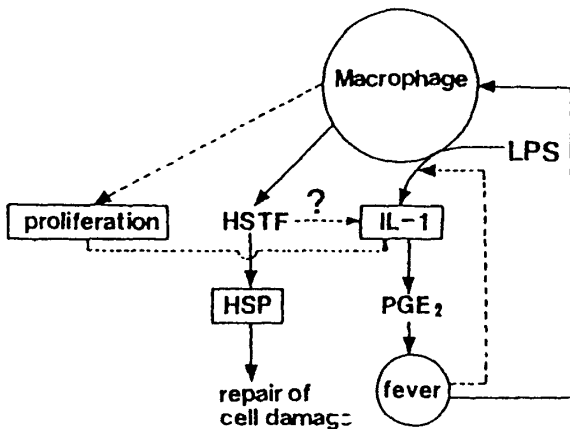 Macrophage
LPS
proliferation
HSTF
?
IL-1
HSP
PGE₂
repair of
cell damage
fever